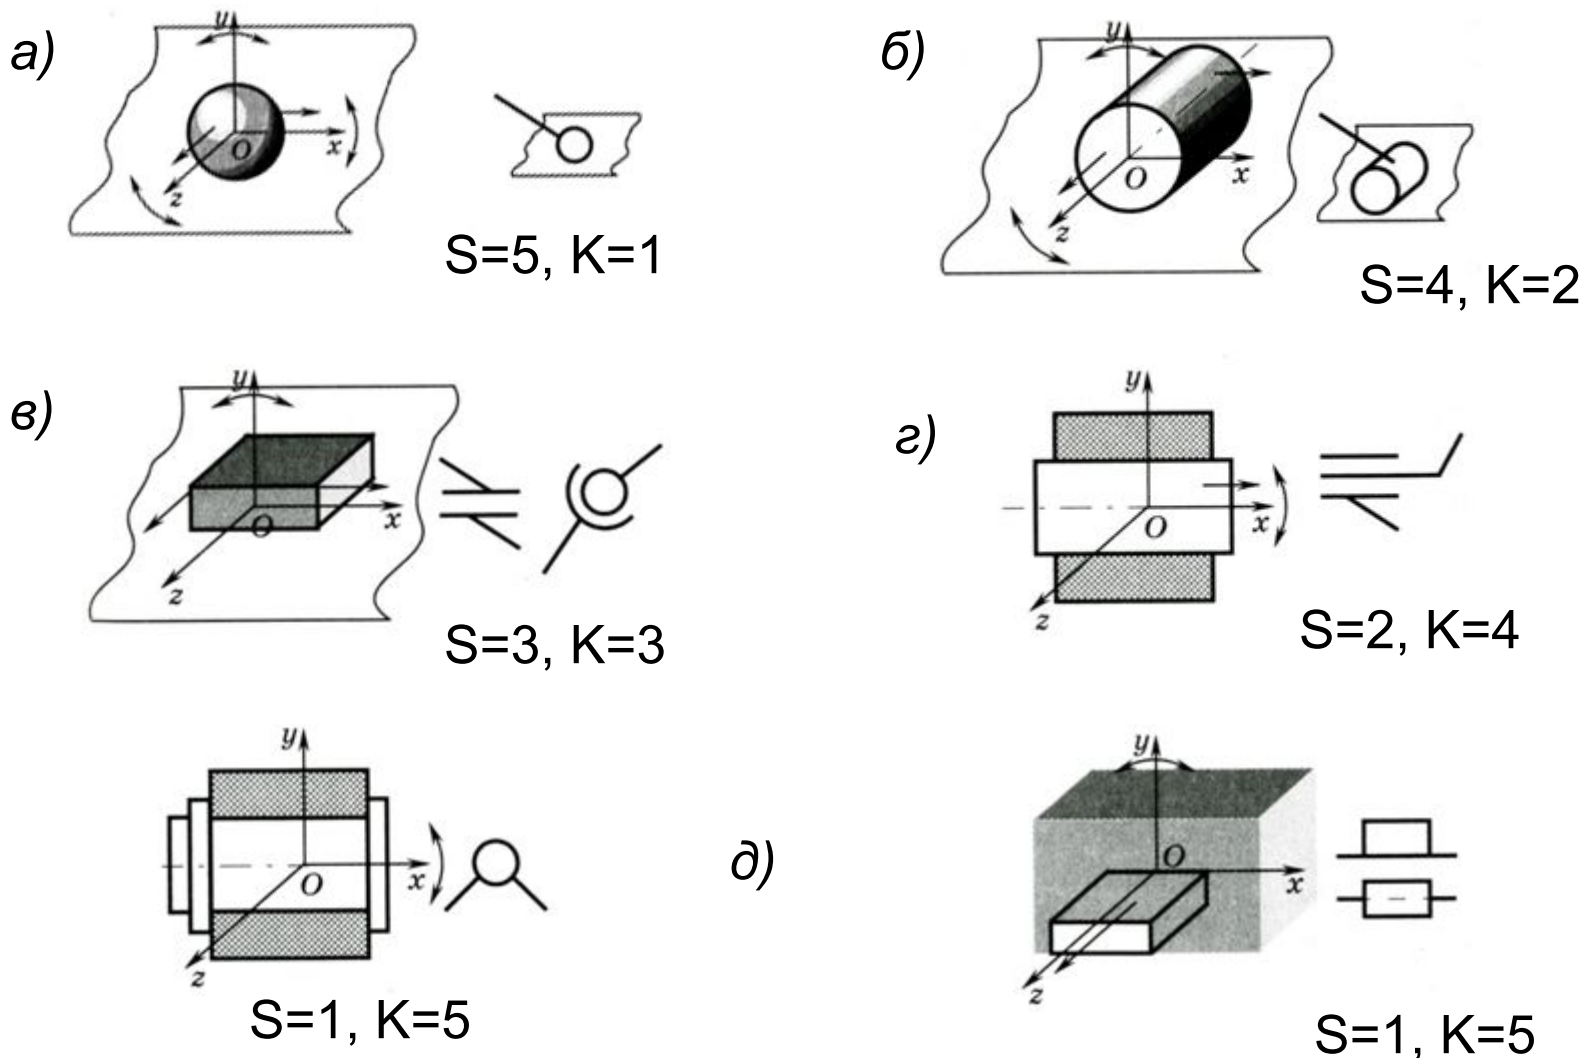 а)
y
x
O
z
S=5, K=1
б)
y
x
O
z
S=4, K=2
в)
y
x
O
z
S=3, K=3
г)
y
x
O
z
S=2, K=4
y
x
O
z
S=1, K=5
д)
y
O
x
z
S=1, K=5